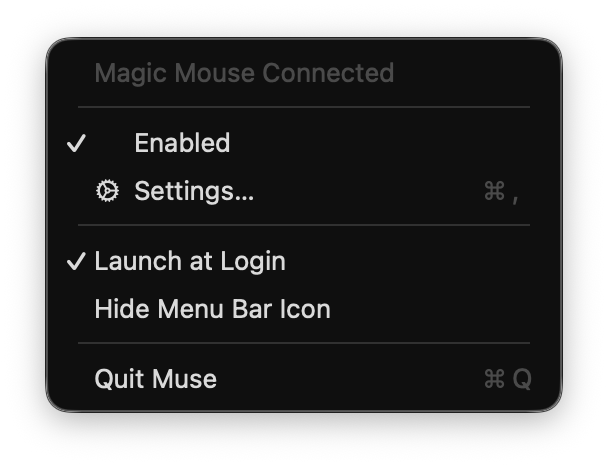 Magic Mouse Connected
Enabled
Settings... ⌘ ,
Launch at Login
Hide Menu Bar Icon
Quit Muse ⌘ Q